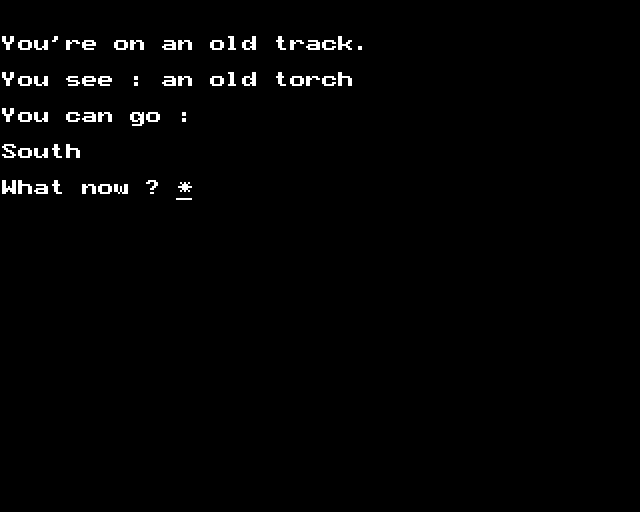 You're on an old track.
You see : an old torch
You can go :
South
What now ? *